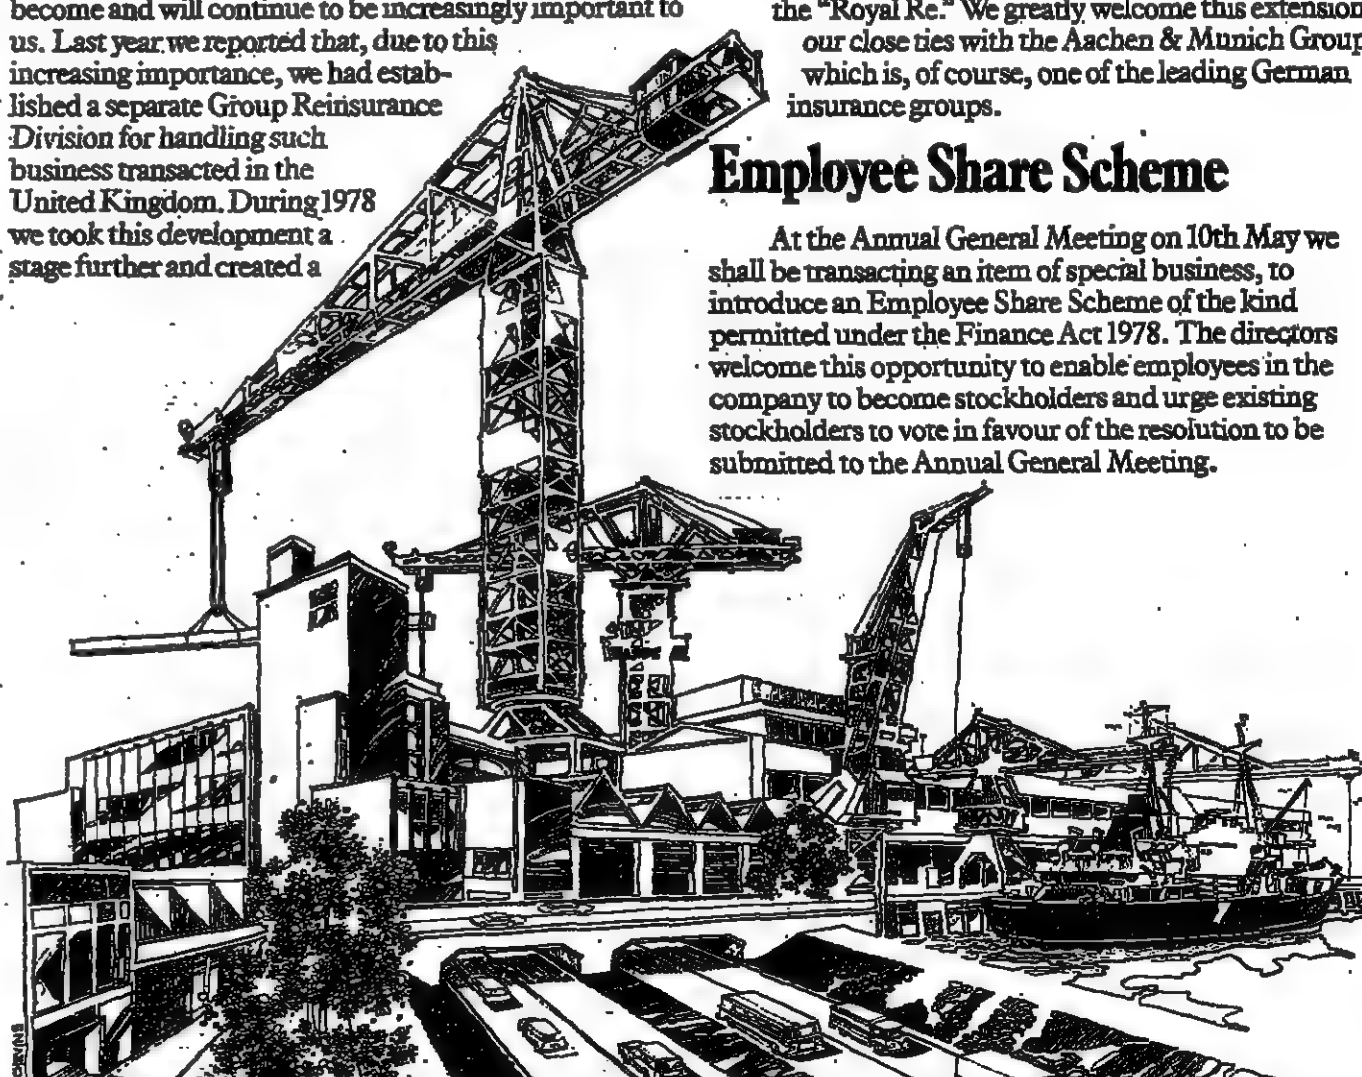 become and will continue to be increasingly important to
us. Last year we reported that, due to this
increasing importance, we had estab-
lished a separate Group Reinsurance
Division for handling such
business transacted in the
United Kingdom. During 1978
we took this development a
stage further and created a
the "Royal Re." We greatly welcome this extension
our close ties with the Aachen & Munich Group
which is, of course, one of the leading German
insurance groups.
Employee Share Scheme
At the Annual General Meeting on 10th May we
shall be transacting an item of special business, to
introduce an Employee Share Scheme of the kind
permitted under the Finance Act 1978. The directors
welcome this opportunity to enable employees in the
company to become stockholders and urge existing
stockholders to vote in favour of the resolution to be
submitted to the Annual General Meeting.